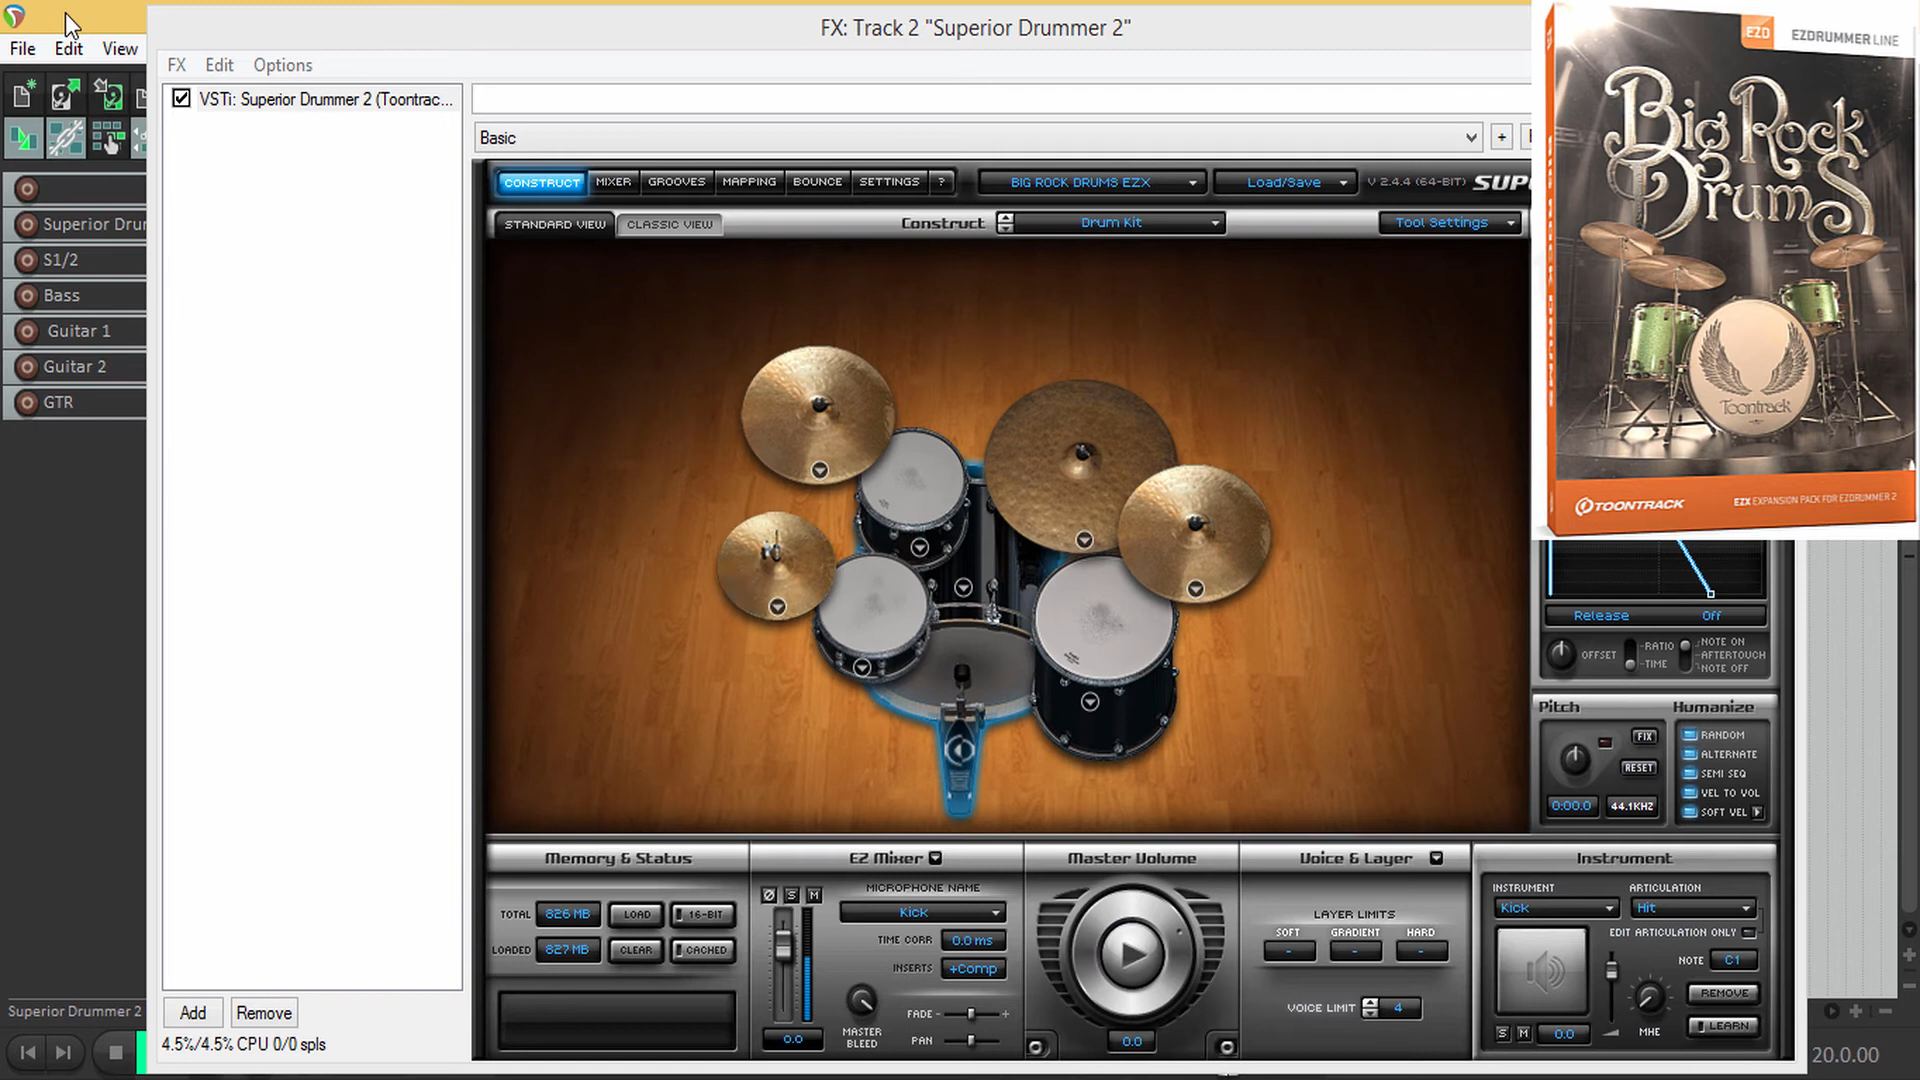 FX: Track 2 "Superior Drummer 2"
File Edit View
FX Edit Options
VSTi: Superior Drummer 2 (Toontrac...
Basic
+
CONSTRUCT MIXER GROOVES MAPPING BOUNCE SETTINGS ?
BIG ROCK DRUMS EZX
Load/Save
V 2.4.4 (64-BIT)
STANDARD VIEW CLASSIC VIEW
Construct
Drum Kit
Tool Settings
Superior Drur
S1/2
Bass
Guitar 1
Guitar 2
GTR
EZD EZDRUMMER LINE
Big Rock
Drums
Toontrack
TOONTRACK
EZX EXPANSION PACK FOR EZDRUMMER 2
Release Off
OFFSET
RATIO
TIME
NOTE ON
AFTERTOUCH
NOTE OFF
Pitch
FIX
RESET
0:00.0 44.1KHZ
Humanize
RANDOM
ALTERNATE
SEMI SEQ
VEL TO VOL
SOFT VEL
Memory & Status
TOTAL 826 MB LOAD 16-BIT
LOADED 827 MB CLEAR CACHED
EZ Mixer
S M
MICROPHONE NAME
Kick
TIME CORR 0.0 ms
INSERTS +Comp
MASTER
BLEED
FADE - +
PAN
0.0
Master Volume
0.0
Voice & Layer
LAYER LIMITS
SOFT GRADIENT HARD
- - -
VOICE LIMIT 4
Instrument
INSTRUMENT ARTICULATION
Kick Hit
EDIT ARTICULATION ONLY
NOTE C1
REMOVE
LEARN
MHE
S M 0.0
Add Remove
4.5%/4.5% CPU 0/0 spls
Superior Drummer 2
20.0.00